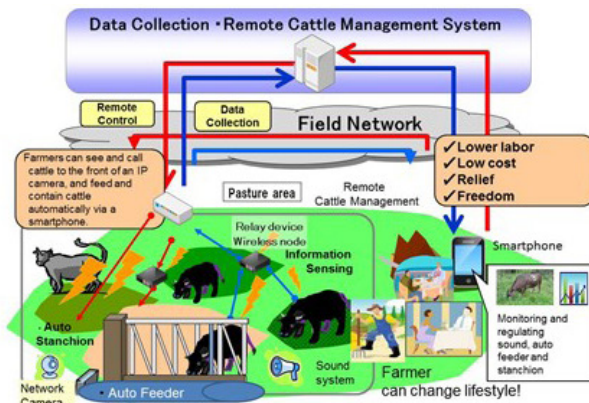 Data Collection・Remote Cattle Management System
Remote
Control
Data
Collection
Field Network
Farmers can see and call
cattle to the front of an IP
camera, and feed and
contain cattle
automatically via a
smartphone.
✓Lower labor
✓Low cost
✓Relief
✓Freedom
Pasture area
Remote
Cattle Management
Relay device
Wireless node
Information
Sensing
Smartphone
・Auto
Stanchion
Monitoring and
regulating
sound, auto
feeder and
stanchion
Sound
system
Network
Camera
・Auto Feeder
Farmer
can change lifestyle!